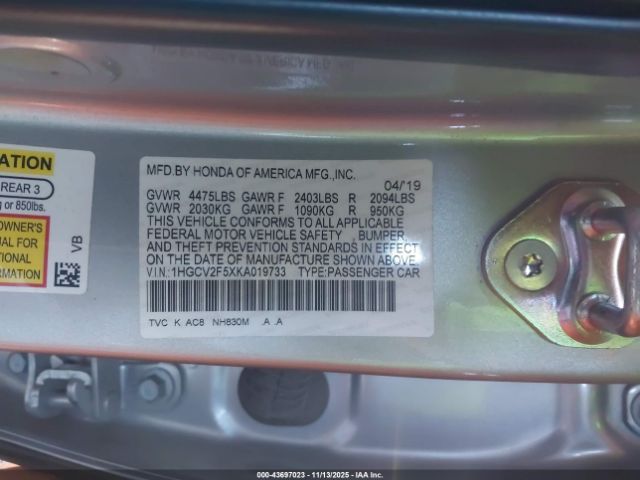 ATION
REAR 3
g or 850lbs.
OWNER'S
UAL FOR
TIONAL
RMATION
VB
MFD.BY HONDA OF AMERICA MFG.,INC.
04/'19
GVWR 4475LBS GAWR F 2403LBS R 2094LBS
GVWR 2030KG GAWR F 1090KG R 950KG
THIS VEHICLE CONFORMS TO ALL APPLICABLE
FEDERAL MOTOR VEHICLE SAFETY , BUMPER,
AND THEFT PREVENTION STANDARDS IN EFFECT
ON THE DATE OF MANUFACTURE SHOWN ABOVE.
V.I.N.:1HGCV2F5XKA019733 TYPE:PASSENGER CAR
TVC K AC8 NH830M .A .A
000-43697023 — 11/13/2025 — IAA Inc.